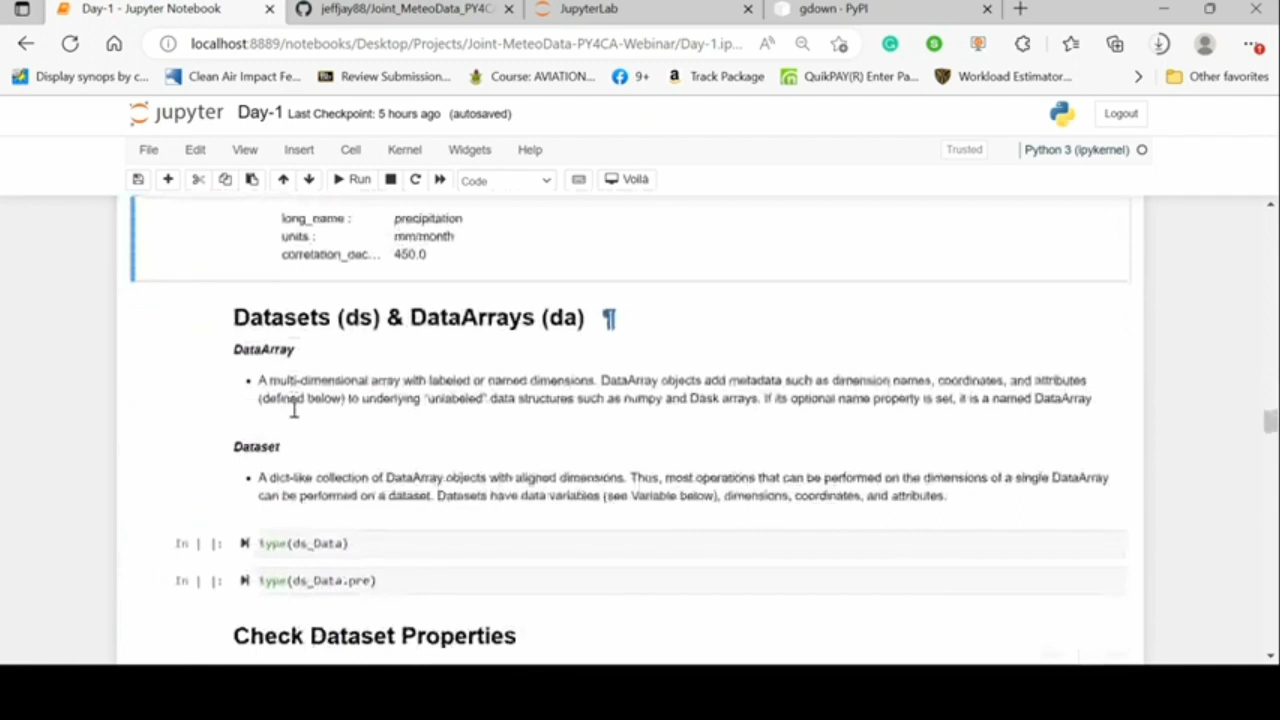 Day-1 - Jupyter Notebook
jeffjay88/Joint_MeteoData_PY4C
JupyterLab
gdown · PyPI
localhost:8889/notebooks/Desktop/Projects/Joint-MeteoData-PY4CA-Webinar/Day-1.ip...
Display synops by c...
Clean Air Impact Fe...
Review Submission...
Course: AVIATION...
9+
Track Package
QuikPAY(R) Enter Pa...
Workload Estimator...
Other favorites
jupyter Day-1 Last Checkpoint: 5 hours ago (autosaved)
Logout
File Edit View Insert Cell Kernel Widgets Help
Trusted
Python 3 (ipykernel)
Run
Code
Voilà
long_name : precipitation
units : mm/month
correlation_dec... 450.0
Datasets (ds) & DataArrays (da) ¶
DataArray
• A multi-dimensional array with labeled or named dimensions. DataArray objects add metadata such as dimension names, coordinates, and attributes
(defined below) to underlying "unlabeled" data structures such as numpy and Dask arrays. If its optional name property is set, it is a named DataArray
Dataset
• A dict-like collection of DataArray objects with aligned dimensions. Thus, most operations that can be performed on the dimensions of a single DataArray
can be performed on a dataset. Datasets have data variables (see Variable below), dimensions, coordinates, and attributes.
In [ ]: type(ds_Data)
In [ ]: type(ds_Data.pre)
Check Dataset Properties